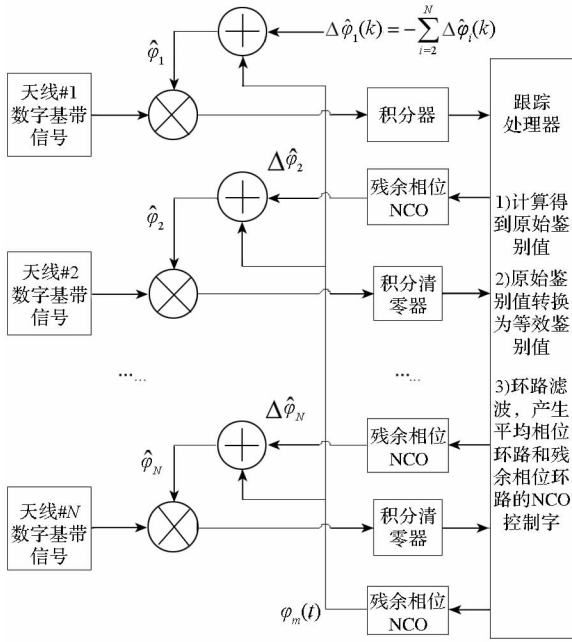 Δφ̂₁(k) = −∑ᵢ₌₂ᴺ Δφ̂ᵢ(k)
φ̂₁
天线#1
数字基带
信号
积分器
跟踪
处理器
Δφ̂₂
残余相位
NCO
φ̂₂
1)计算得
到原始鉴
别值
天线#2
数字基带
信号
积分清
零器
2)原始鉴
别值转换
为等效鉴
别值
……
……
3)环路滤
波，产生
平均相位
环路和残
余相位环
路的NCO
控制字
Δφ̂_N
残余相位
NCO
φ̂_N
天线#N
数字基带
信号
积分清
零器
φₘ(t)
残余相位
NCO